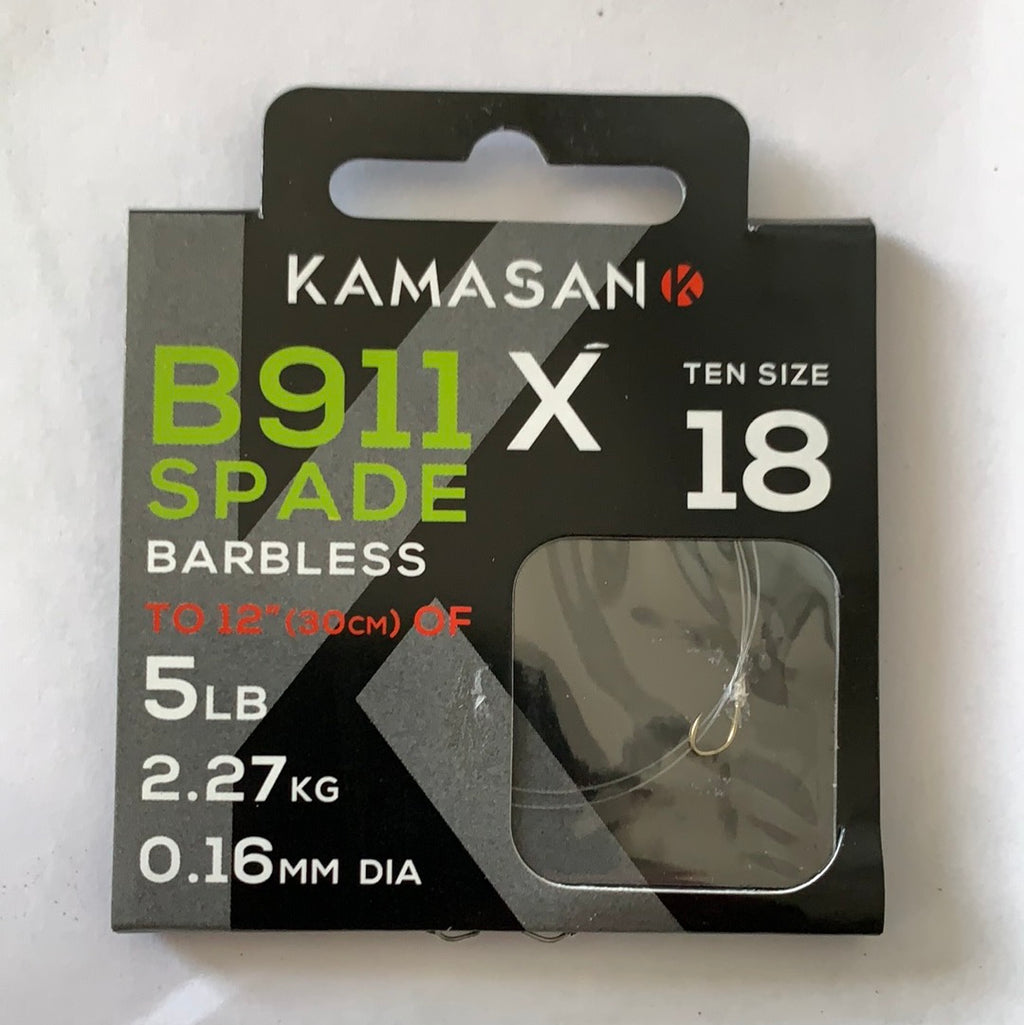 KAMASAN K
B911 X
SPADE
BARBLESS
TO 12" (30CM) OF
5LB
2.27KG
0.16MM DIA
TEN SIZE
18